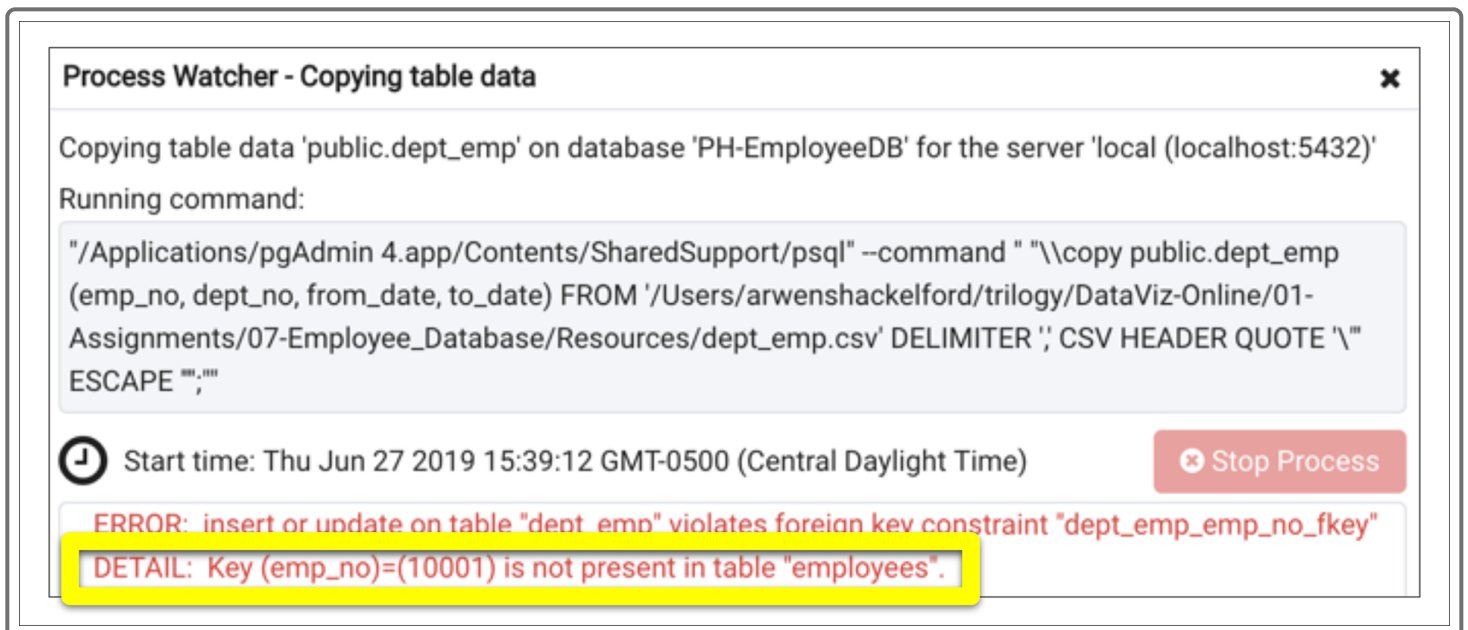 Process Watcher - Copying table data
Copying table data 'public.dept_emp' on database 'PH-EmployeeDB' for the server 'local (localhost:5432)'
Running command:
"/Applications/pgAdmin 4.app/Contents/SharedSupport/psql" --command " "\\copy public.dept_emp
(emp_no, dept_no, from_date, to_date) FROM '/Users/arwenshackelford/trilogy/DataViz-Online/01-
Assignments/07-Employee_Database/Resources/dept_emp.csv' DELIMITER ',' CSV HEADER QUOTE '\"'
ESCAPE '''';""
Start time: Thu Jun 27 2019 15:39:12 GMT-0500 (Central Daylight Time)
Stop Process
ERROR: insert or update on table "dept_emp" violates foreign key constraint "dept_emp_emp_no_fkey"
DETAIL: Key (emp_no)=(10001) is not present in table "employees".